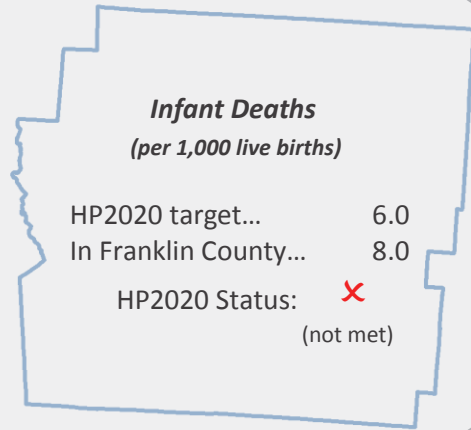 Infant Deaths
(per 1,000 live births)
HP2020 target... 6.0
In Franklin County... 8.0
HP2020 Status: ✗
(not met)